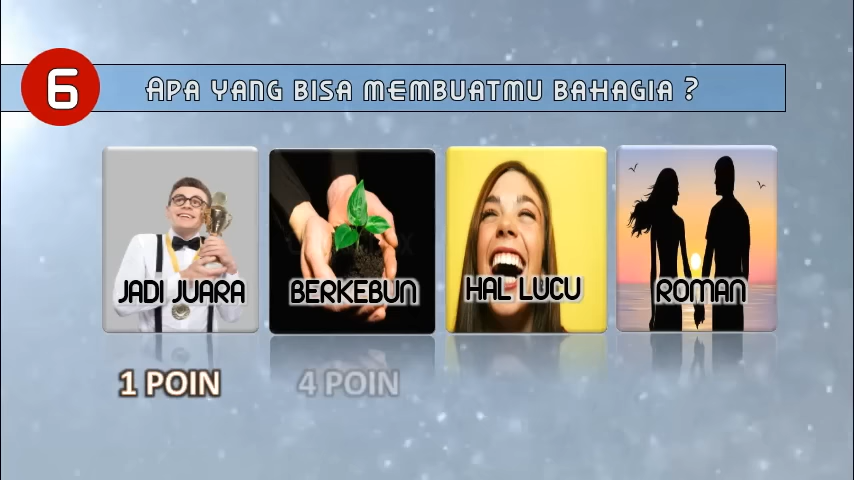 6
APA YANG BISA MEMBUATMU BAHAGIA ?
JADI JUARA
BERKEBUN
HAL LUCU
ROMAN
1 POIN
4 POIN